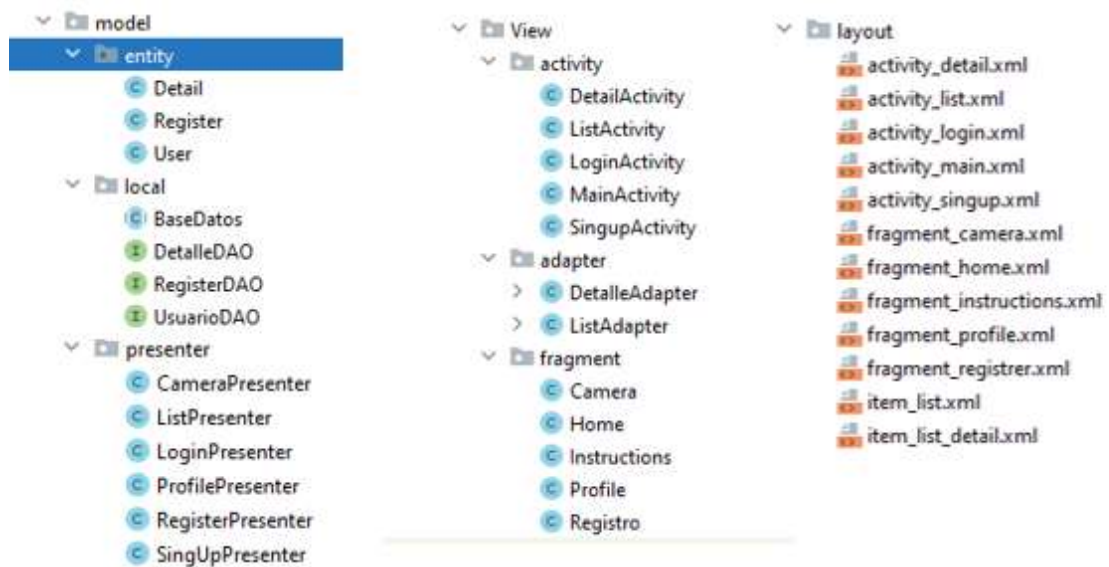 model
entity
Detail
Register
User
local
BaseDatos
DetalleDAO
RegisterDAO
UsuarioDAO
presenter
CameraPresenter
ListPresenter
LoginPresenter
ProfilePresenter
RegisterPresenter
SingUpPresenter
View
activity
DetailActivity
ListActivity
LoginActivity
MainActivity
SingupActivity
adapter
DetalleAdapter
ListAdapter
fragment
Camera
Home
Instructions
Profile
Registro
layout
activity_detail.xml
activity_list.xml
activity_login.xml
activity_main.xml
activity_singup.xml
fragment_camera.xml
fragment_home.xml
fragment_instructions.xml
fragment_profile.xml
fragment_registrer.xml
item_list.xml
item_list_detail.xml